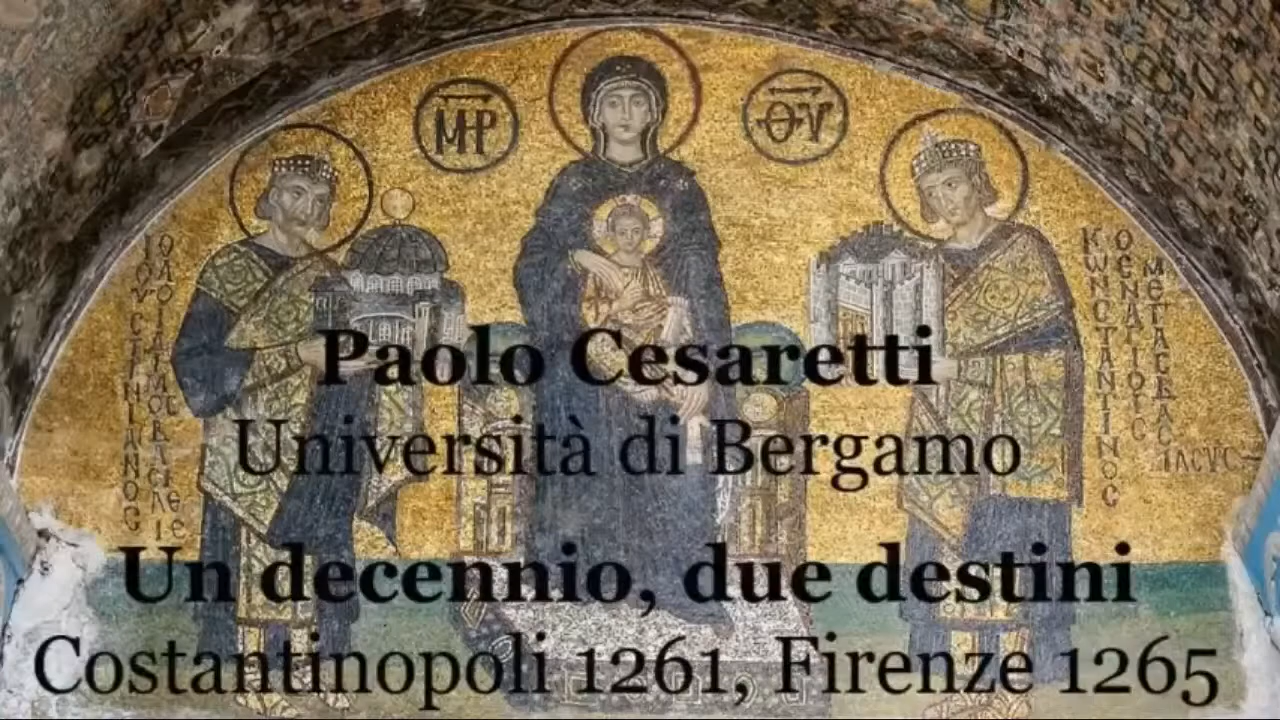 ΜΡ ΘΥ
Paolo Cesaretti
Università di Bergamo
Un decennio, due destini
Costantinopoli 1261, Firenze 1265